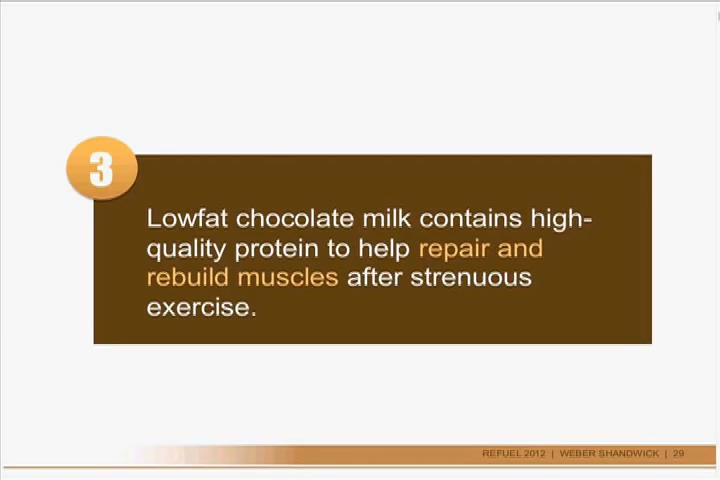 3
Lowfat chocolate milk contains high-
quality protein to help repair and
rebuild muscles after strenuous
exercise.
REFUEL 2012 | WEBER SHANDWICK | 29